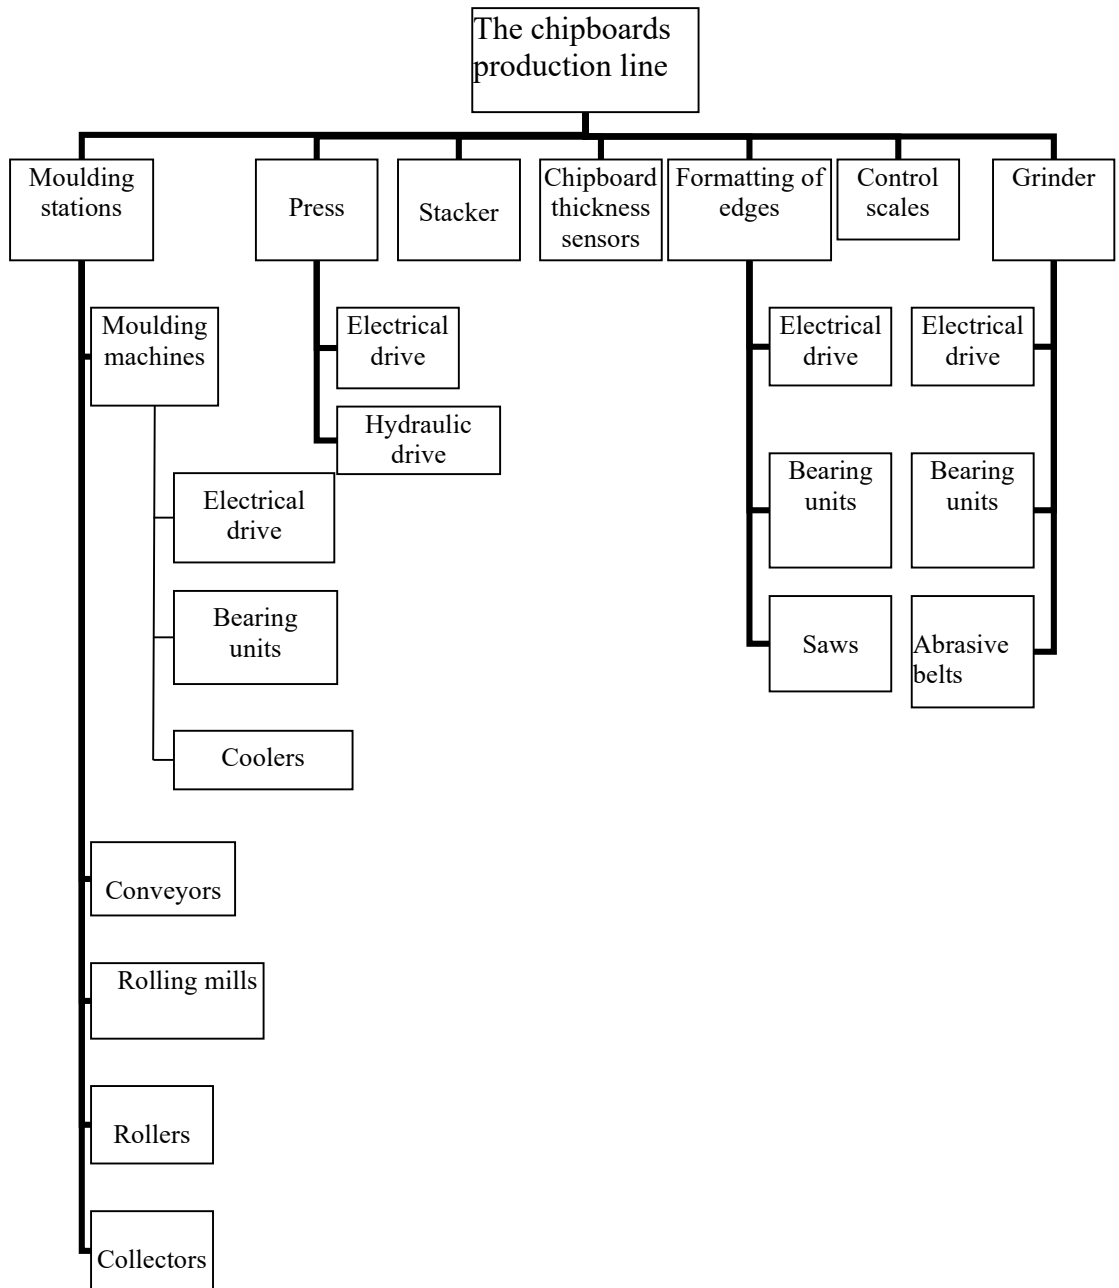 The chipboards
production line
Moulding
stations
Press
Stacker
Chipboard
thickness
sensors
Formatting of
edges
Control
scales
Grinder
Moulding
machines
Electrical
drive
Bearing
units
Coolers
Conveyors
Rolling mills
Rollers
Collectors
Electrical
drive
Hydraulic
drive
Electrical
drive
Bearing
units
Saws
Electrical
drive
Bearing
units
Abrasive
belts